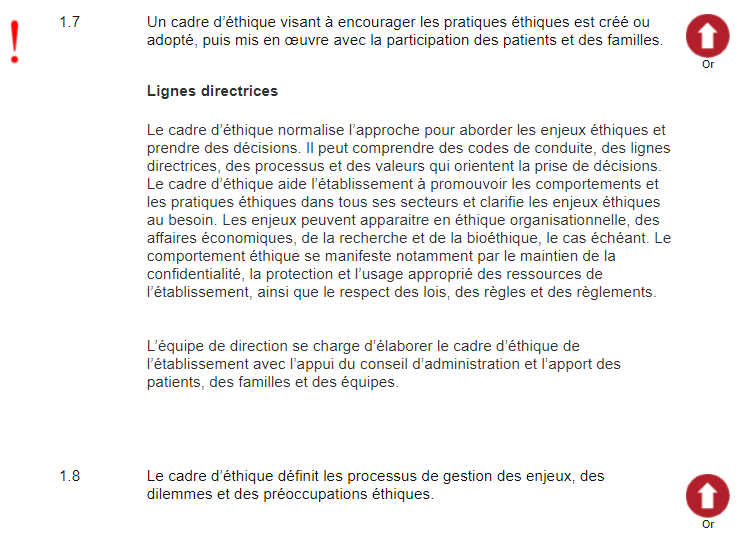 1.7 Un cadre d’éthique visant à encourager les pratiques éthiques est créé ou
adopté, puis mis en œuvre avec la participation des patients et des familles.
Or
Lignes directrices
Le cadre d’éthique normalise l’approche pour aborder les enjeux éthiques et
prendre des décisions. Il peut comprendre des codes de conduite, des lignes
directrices, des processus et des valeurs qui orientent la prise de décisions.
Le cadre d’éthique aide l’établissement à promouvoir les comportements et
les pratiques éthiques dans tous ses secteurs et clarifie les enjeux éthiques
au besoin. Les enjeux peuvent apparaitre en éthique organisationnelle, des
affaires économiques, de la recherche et de la bioéthique, le cas échéant. Le
comportement éthique se manifeste notamment par le maintien de la
confidentialité, la protection et l’usage approprié des ressources de
l’établissement, ainsi que le respect des lois, des règles et des règlements.
L’équipe de direction se charge d’élaborer le cadre d’éthique de
l’établissement avec l’appui du conseil d’administration et l’apport des
patients, des familles et des équipes.
1.8 Le cadre d’éthique définit les processus de gestion des enjeux, des
dilemmes et des préoccupations éthiques.
Or